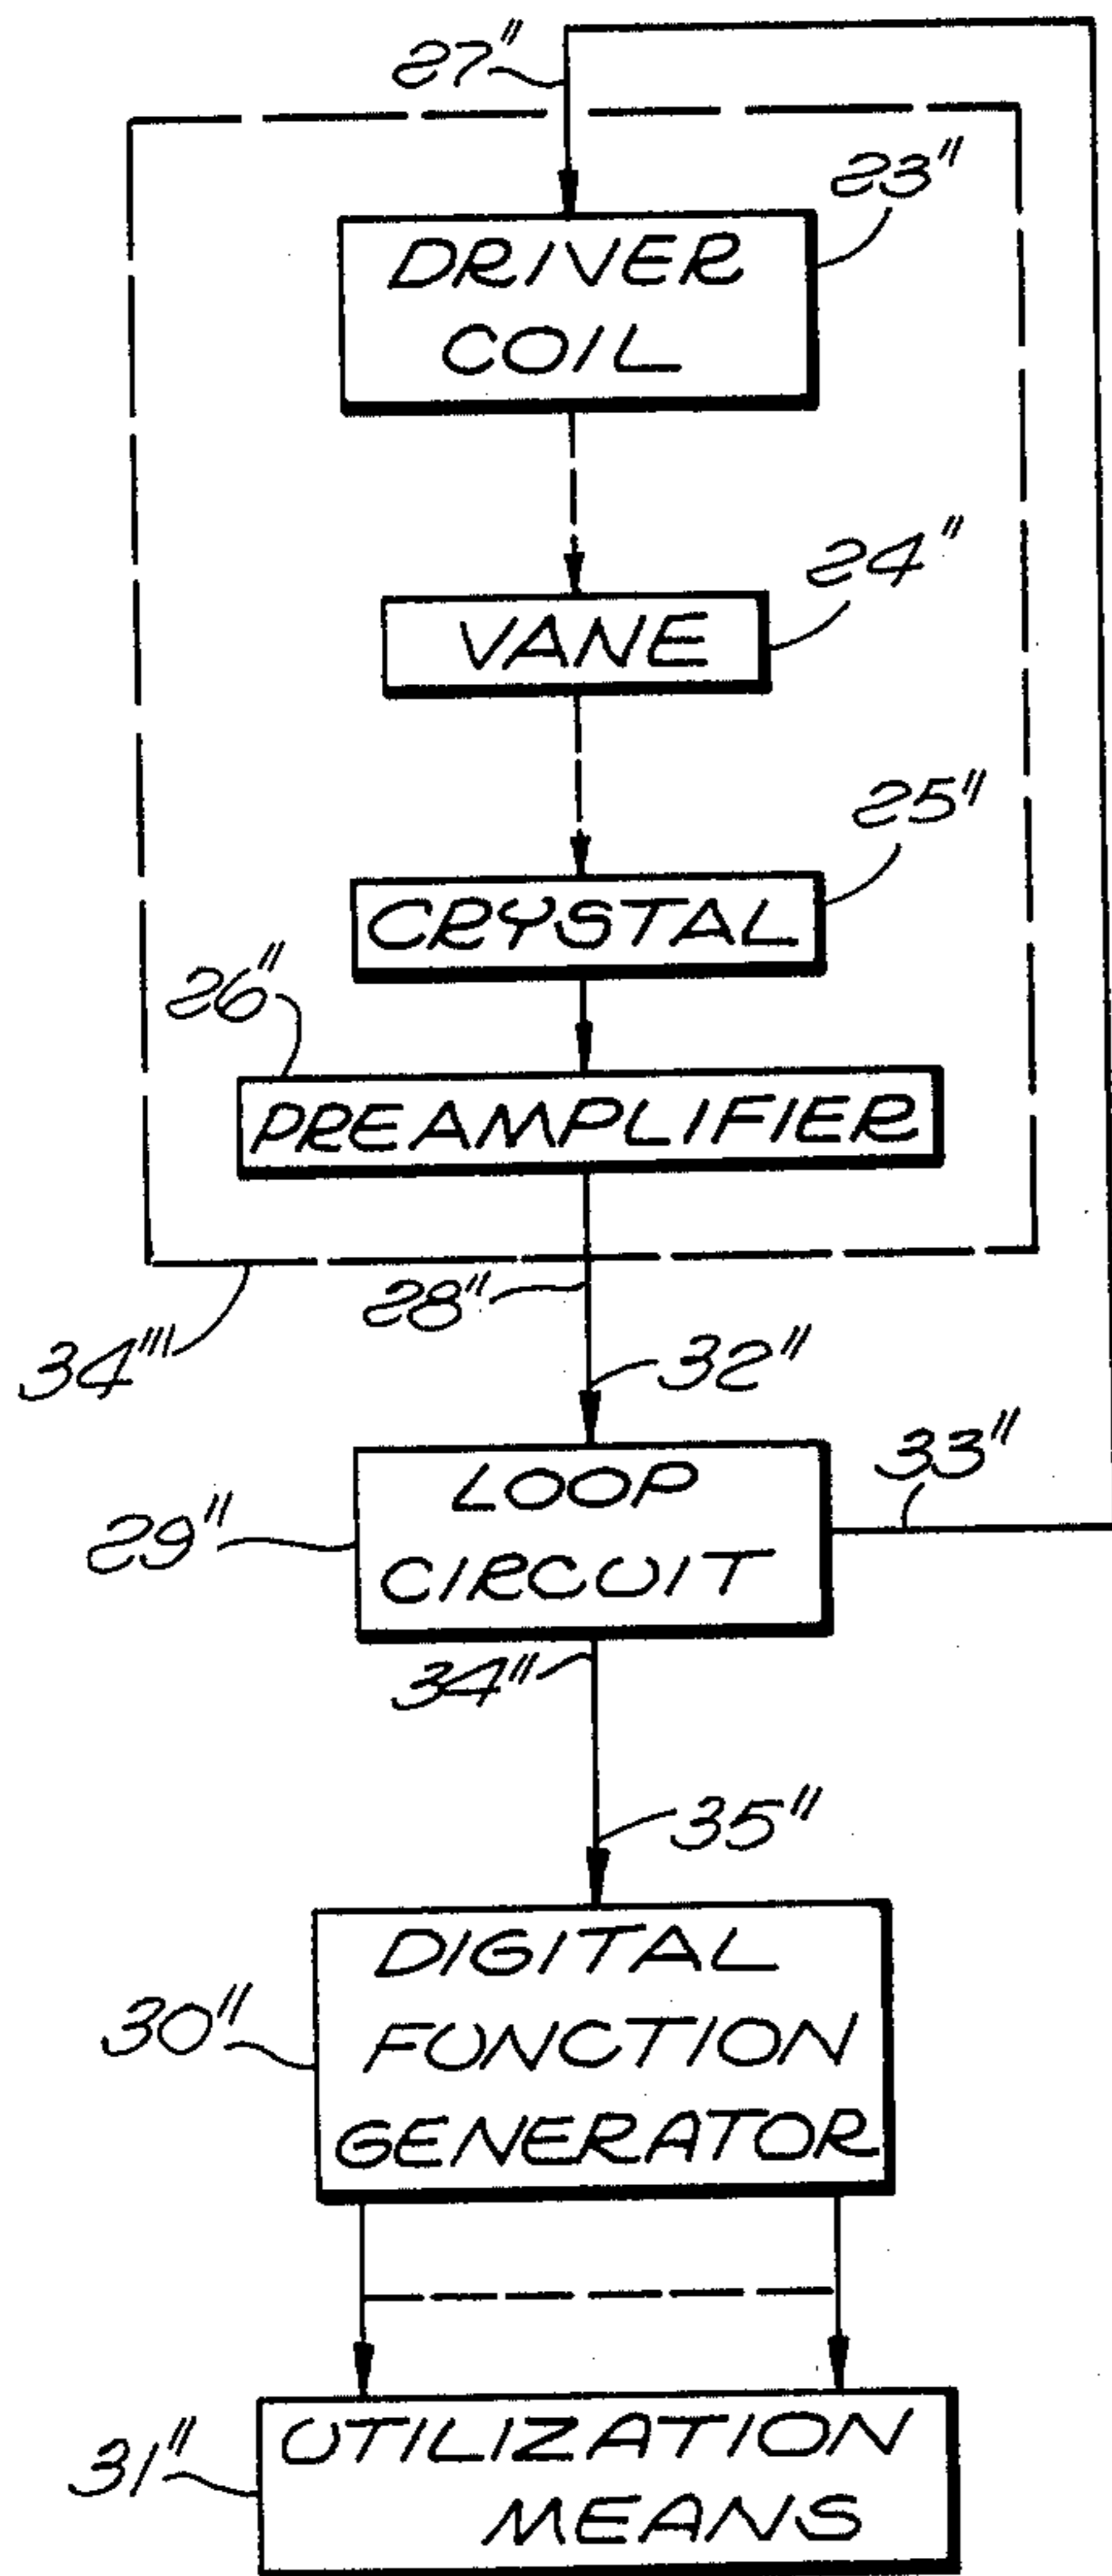 27"
23"
DRIVER
COIL
24"
VANE
25"
CRYSTAL
26"
PREAMPLIFIER
28"
34"'
32"
33"
LOOP
29"
CIRCUIT
34"
35"
DIGITAL
30"
FUNCTION
GENERATOR
31"
UTILIZATION
MEANS